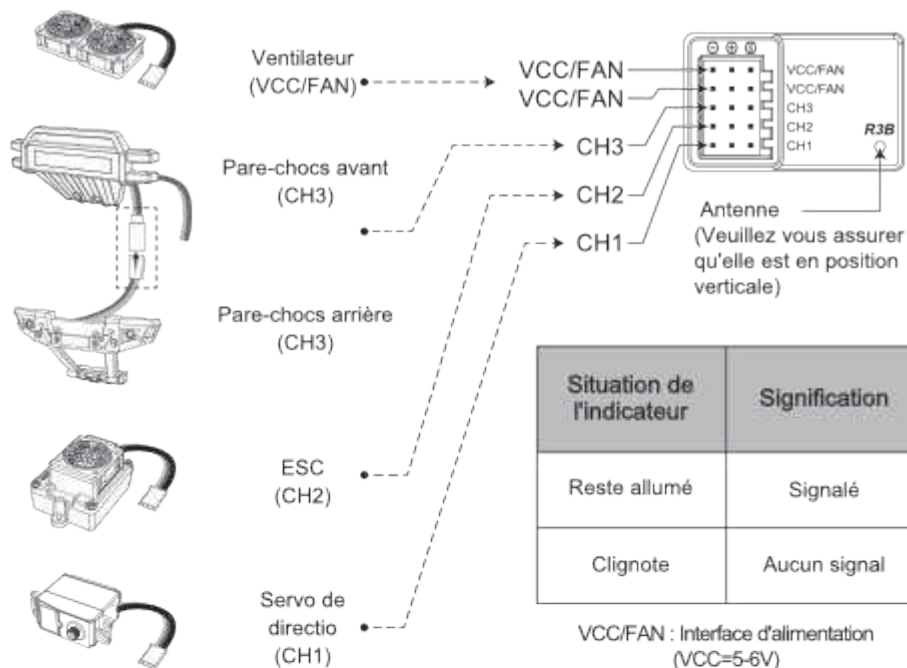 Ventilateur
(VCC/FAN)
VCC/FAN
VCC/FAN
Pare-chocs avant
(CH3)
CH3
CH2
CH1
Pare-chocs arrière
(CH3)
ESC
(CH2)
Servo de
directio
(CH1)
- + S
VCC/FAN
VCC/FAN
CH3
CH2
CH1
R3B
Antenne
(Veuillez vous assurer
qu'elle est en position
verticale)
Situation de
l'indicateur
Signification
Reste allumé
Signalé
Clignote
Aucun signal
VCC/FAN : Interface d'alimentation
(VCC=5-6V)